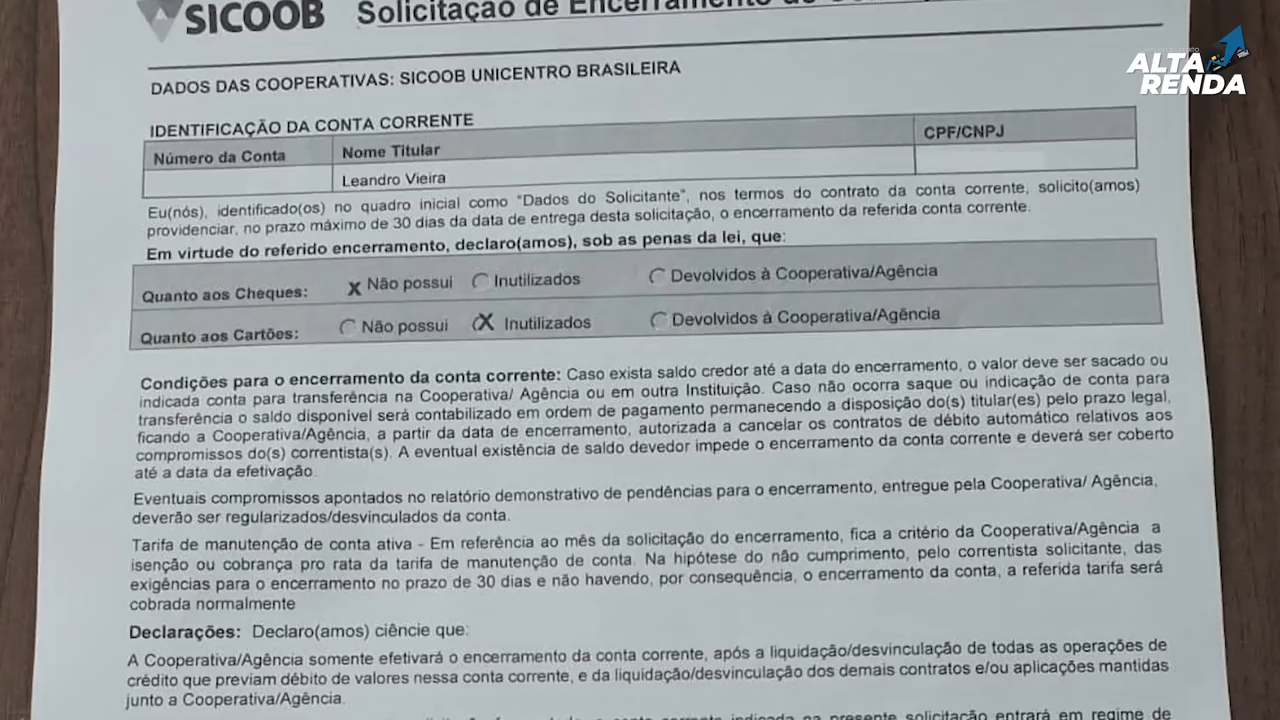 SICOOB Solicitação de Encerramento de
ALTA
RENDA
DADOS DAS COOPERATIVAS: SICOOB UNICENTRO BRASILEIRA
IDENTIFICAÇÃO DA CONTA CORRENTE
Número da Conta Nome Titular CPF/CNPJ
Leandro Vieira
Eu(nós), identificado(os) no quadro inicial como “Dados do Solicitante”, nos termos do contrato da conta corrente, solicito(amos)
providenciar, no prazo máximo de 30 dias da data de entrega desta solicitação, o encerramento da referida conta corrente.
Em virtude do referido encerramento, declaro(amos), sob as penas da lei, que:
Quanto aos Cheques: x Não possui Inutilizados Devolvidos à Cooperativa/Agência
Quanto aos Cartões: Não possui X Inutilizados Devolvidos à Cooperativa/Agência
Condições para o encerramento da conta corrente: Caso exista saldo credor até a data do encerramento, o valor deve ser sacado ou
indicada conta para transferência na Cooperativa/ Agência ou em outra Instituição. Caso não ocorra saque ou indicação de conta para
transferência o saldo disponível será contabilizado em ordem de pagamento permanecendo a disposição do(s) titular(es) pelo prazo legal,
ficando a Cooperativa/Agência, a partir da data de encerramento, autorizada a cancelar os contratos de débito automático relativos aos
compromissos do(s) correntista(s). A eventual existência de saldo devedor impede o encerramento da conta corrente e deverá ser coberto
até a data da efetivação.
Eventuais compromissos apontados no relatório demonstrativo de pendências para o encerramento, entregue pela Cooperativa/ Agência,
deverão ser regularizados/desvinculados da conta.
Tarifa de manutenção de conta ativa - Em referência ao mês da solicitação do encerramento, fica a critério da Cooperativa/Agência a
isenção ou cobrança pro rata da tarifa de manutenção de conta. Na hipótese do não cumprimento, pelo correntista solicitante, das
exigências para o encerramento no prazo de 30 dias e não havendo, por consequência, o encerramento da conta, a referida tarifa será
cobrada normalmente
Declarações: Declaro(amos) ciência que:
A Cooperativa/Agência somente efetivará o encerramento da conta corrente, após a liquidação/desvinculação de todas as operações de
crédito que previam débito de valores nessa conta corrente, e da liquidação/desvinculação dos demais contratos e/ou aplicações mantidas
junto a Cooperativa/Agência.
conta corrente indicada na presente solicitação entrará em regime de